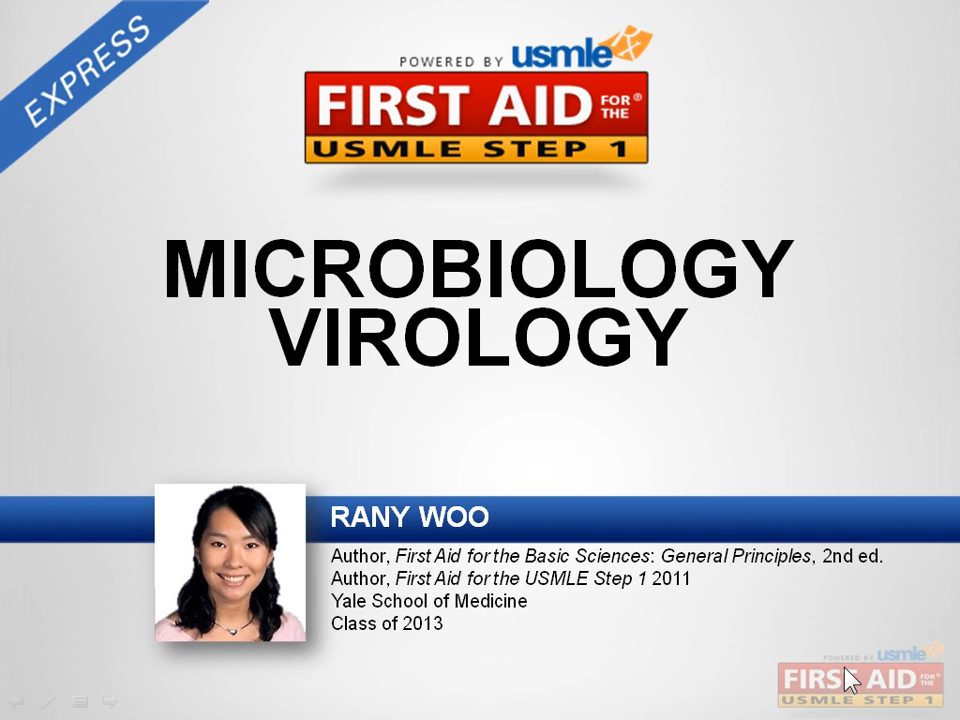 EXPRESS
POWERED BY usmleRx
FIRST AID FOR THE®
USMLE STEP 1
MICROBIOLOGY
VIROLOGY
RANY WOO
Author, First Aid for the Basic Sciences: General Principles, 2nd ed.
Author, First Aid for the USMLE Step 1 2011
Yale School of Medicine
Class of 2013
POWERED BY usmleRx
FIRST AID FOR THE®
USMLE STEP 1